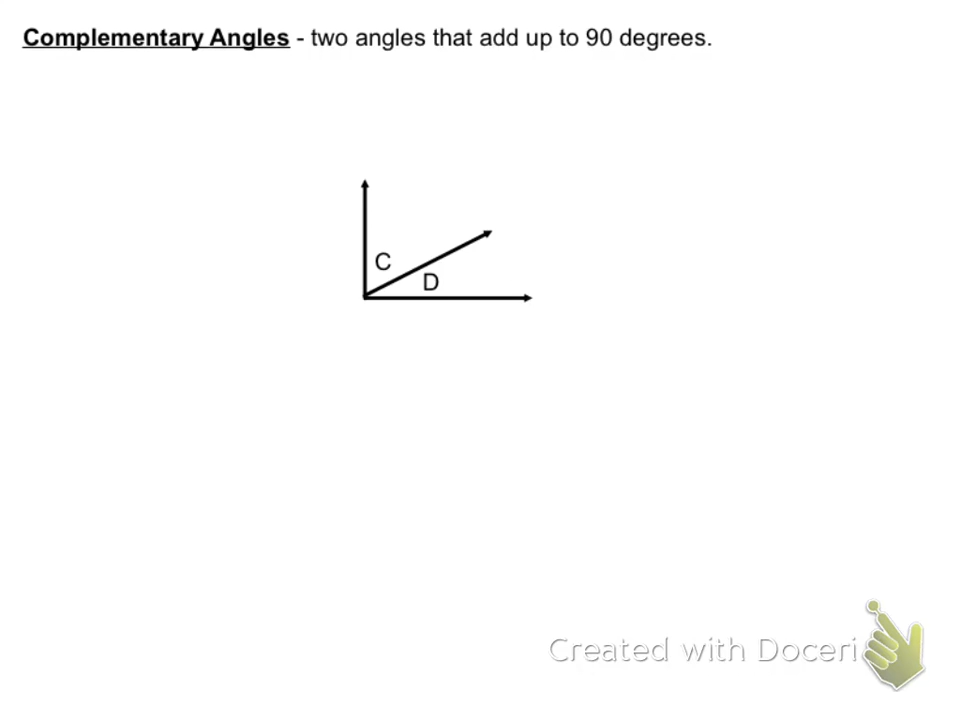 Complementary Angles - two angles that add up to 90 degrees.
C
D
Created with Doceri